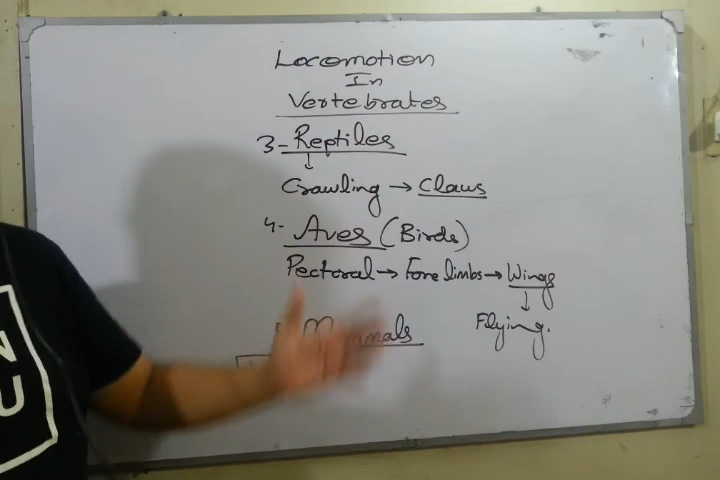 Locomotion
In
Vertebrates
3- Reptiles
↓
Crawling → Claws
4- Aves (Birds)
Pectoral → Fore limbs → Wings
↓
Flying.
Mammals